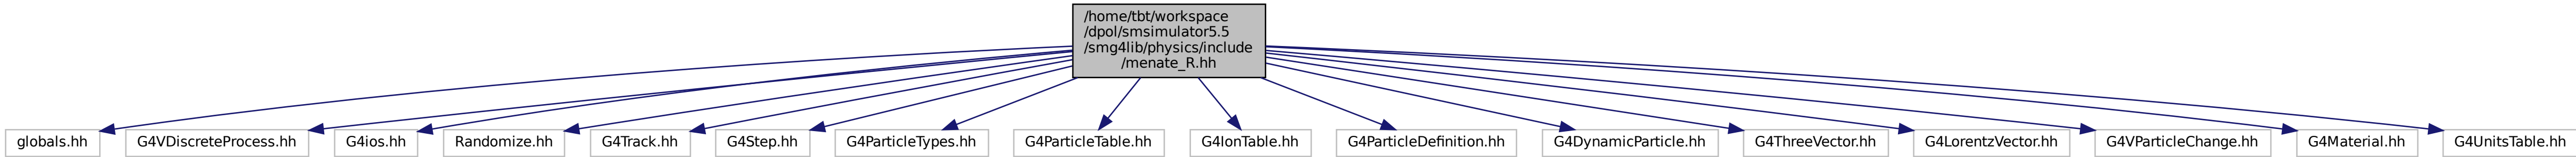 /home/tbt/workspace
/dpol/smsimulator5.5
/smg4lib/physics/include
/menate_R.hh
globals.hh
G4VDiscreteProcess.hh
G4ios.hh
Randomize.hh
G4Track.hh
G4Step.hh
G4ParticleTypes.hh
G4ParticleTable.hh
G4IonTable.hh
G4ParticleDefinition.hh
G4DynamicParticle.hh
G4ThreeVector.hh
G4LorentzVector.hh
G4VParticleChange.hh
G4Material.hh
G4UnitsTable.hh